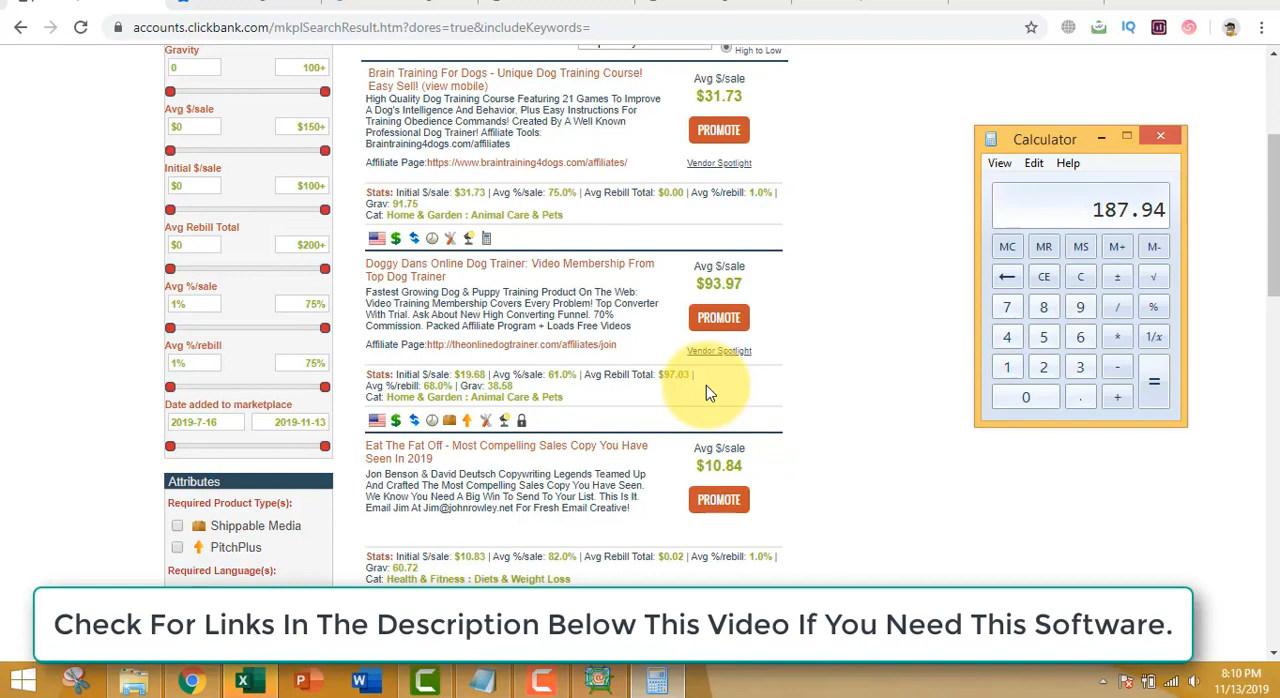 accounts.clickbank.com/mkplSearchResult.htm?dores=true&includeKeywords=
Gravity
0 100+
Avg $/sale
$0 $150+
Initial $/sale
$0 $100+
Avg Rebill Total
$0 $200+
Avg %/sale
1% 75%
Avg %/rebill
1% 75%
Date added to marketplace
2019-7-16 2019-11-13
Attributes
Required Product Type(s):
Shippable Media
PitchPlus
Required Language(s):
High to Low
Brain Training For Dogs - Unique Dog Training Course!
Easy Sell! (view mobile)
High Quality Dog Training Course Featuring 21 Games To Improve
A Dog's Intelligence And Behavior, Plus Easy Instructions For
Training Obedience Commands! Created By A Well Known
Professional Dog Trainer! Affiliate Tools:
Braintraining4dogs.com/affiliates
Affiliate Page:https://www.braintraining4dogs.com/affiliates/
Avg $/sale
$31.73
PROMOTE
Vendor Spotlight
Stats: Initial $/sale: $31.73 | Avg %/sale: 75.0% | Avg Rebill Total: $0.00 | Avg %/rebill: 1.0% |
Grav: 91.75
Cat: Home & Garden : Animal Care & Pets
Doggy Dans Online Dog Trainer: Video Membership From
Top Dog Trainer
Fastest Growing Dog & Puppy Training Product On The Web:
Video Training Membership Covers Every Problem! Top Converter
With Trial. Ask About New High Converting Funnel. 70%
Commission. Packed Affiliate Program + Loads Free Videos
Affiliate Page:http://theonlinedogtrainer.com/affiliates/join
Avg $/sale
$93.97
PROMOTE
Vendor Spotlight
Stats: Initial $/sale: $19.68 | Avg %/sale: 61.0% | Avg Rebill Total: $97.03 |
Avg %/rebill: 68.0% | Grav: 38.58
Cat: Home & Garden : Animal Care & Pets
Eat The Fat Off - Most Compelling Sales Copy You Have
Seen In 2019
Jon Benson & David Deutsch Copywriting Legends Teamed Up
And Crafted The Most Compelling Sales Copy You Have Seen.
We Know You Need A Big Win To Send To Your List. This Is It.
Email Jim At Jim@johnrowley.net For Fresh Email Creative!
Avg $/sale
$10.84
PROMOTE
Stats: Initial $/sale: $10.83 | Avg %/sale: 82.0% | Avg Rebill Total: $0.02 | Avg %/rebill: 1.0% |
Grav: 60.72
Cat: Health & Fitness : Diets & Weight Loss
Calculator
View Edit Help
187.94
MC MR MS M+ M-
← CE C ± √
7 8 9 / %
4 5 6 * 1/x
1 2 3 - =
0 . +
Check For Links In The Description Below This Video If You Need This Software.
8:10 PM
11/13/2019